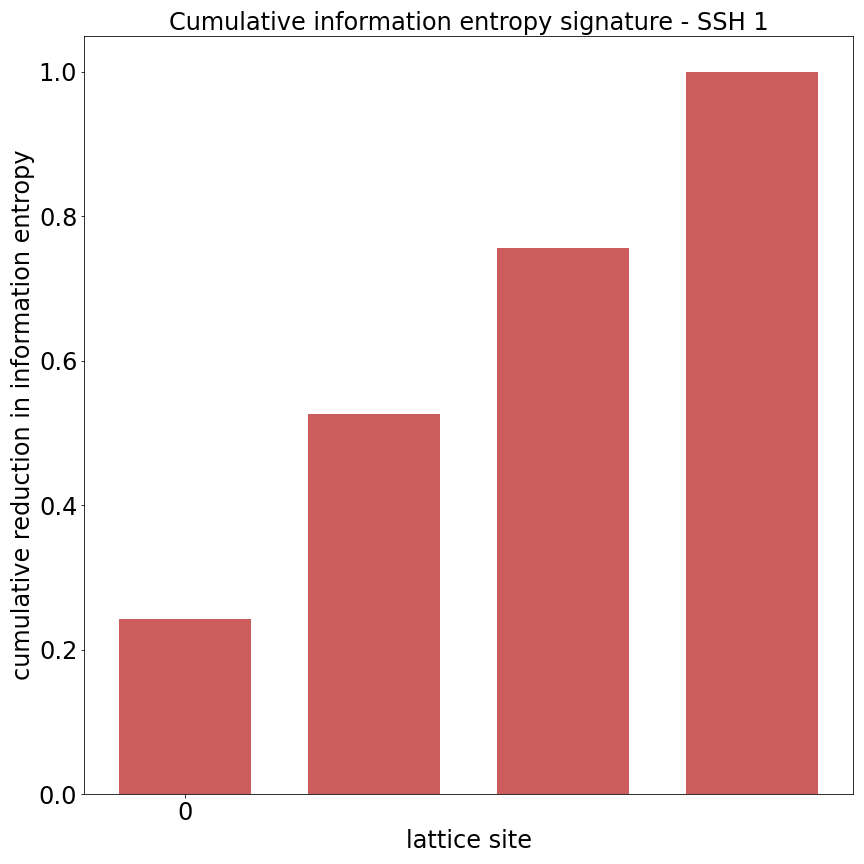 Cumulative information entropy signature - SSH 1
cumulative reduction in information entropy
1.0
0.8
0.6
0.4
0.2
0.0
0
lattice site